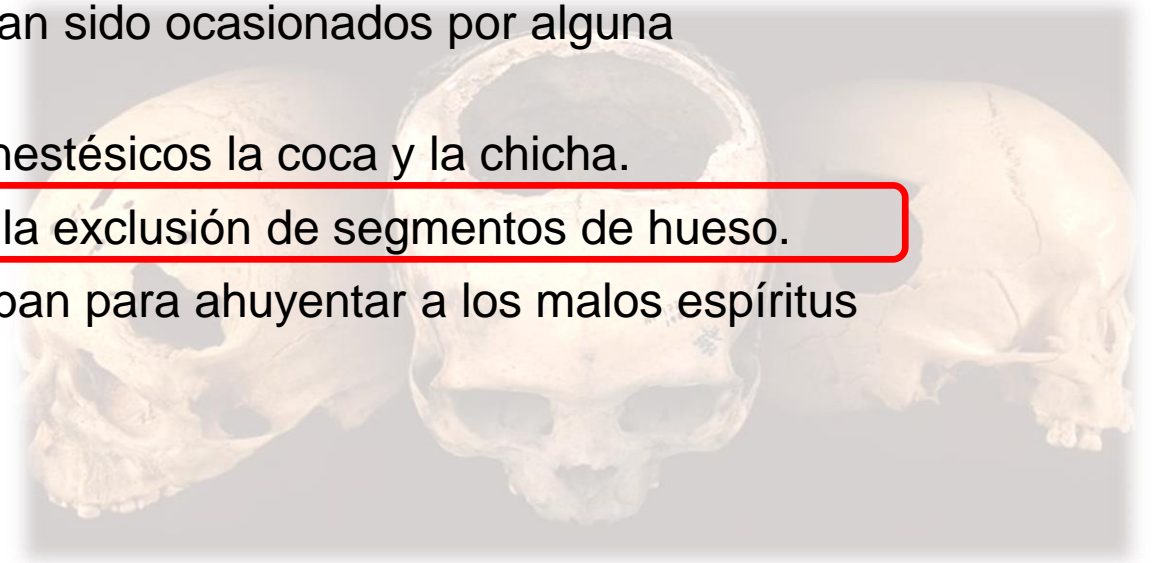 an sido ocasionados por alguna
nestésicos la coca y la chicha.
la exclusión de segmentos de hueso.
ban para ahuyentar a los malos espíritus